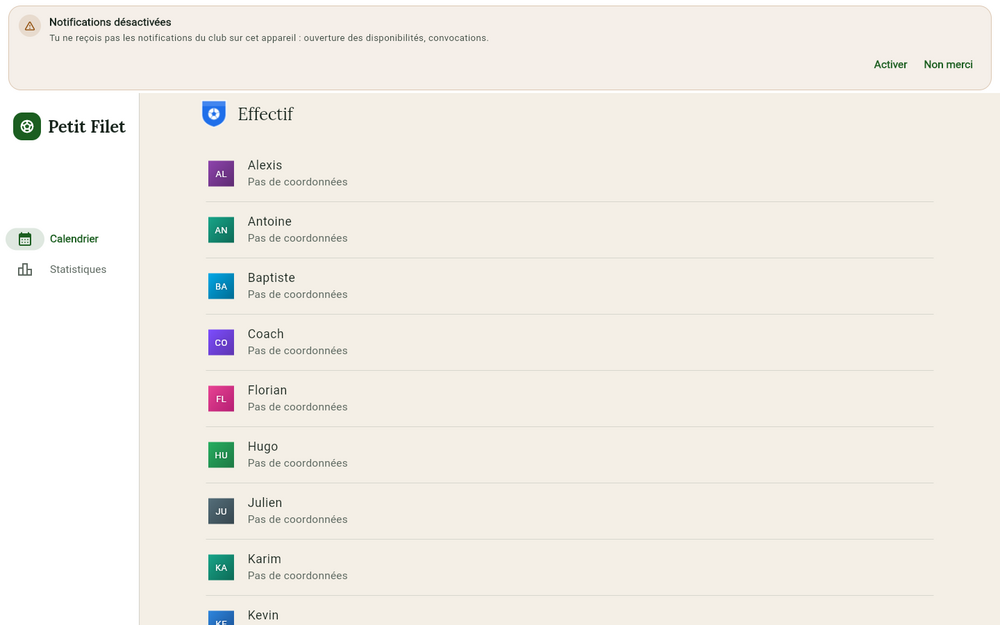 Notifications désactivées
Tu ne reçois pas les notifications du club sur cet appareil : ouverture des disponibilités, convocations.
Activer Non merci
Petit Filet
Calendrier
Statistiques
Effectif
AL Alexis
Pas de coordonnées
AN Antoine
Pas de coordonnées
BA Baptiste
Pas de coordonnées
CO Coach
Pas de coordonnées
FL Florian
Pas de coordonnées
HU Hugo
Pas de coordonnées
JU Julien
Pas de coordonnées
KA Karim
Pas de coordonnées
KE Kevin